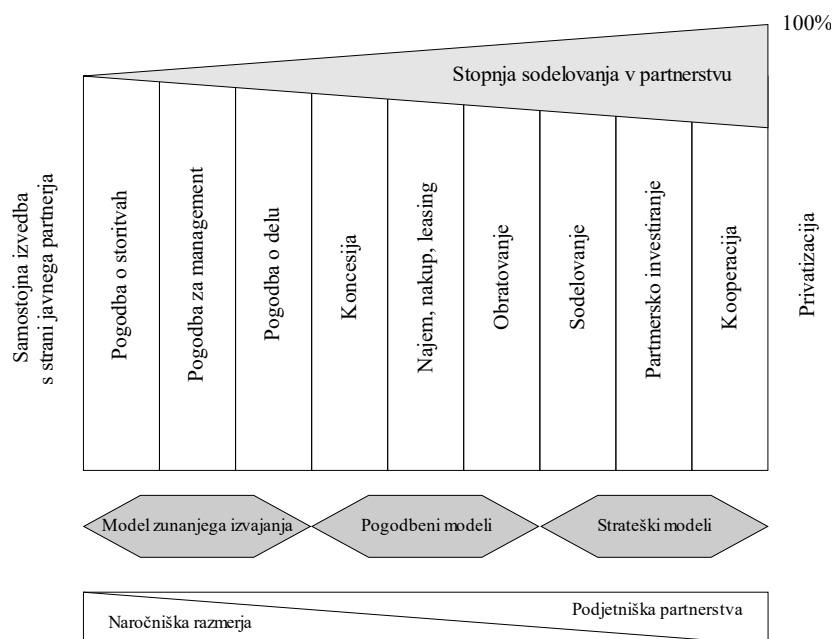 100%
Stopnja sodelovanja v partnerstvu
Samostojna izvedba
s strani javnega partnerja
Pogodba o storitvah
Pogodba za management
Pogodba o delu
Koncesija
Najem, nakup, leasing
Obratovanje
Sodelovanje
Partmersko investiranje
Kooperacija
Privatizacija
Model zunanjega izvajanja
Pogodbeni modeli
Strateški modeli
Podjetniška partnerstva
Naročniška razmerja